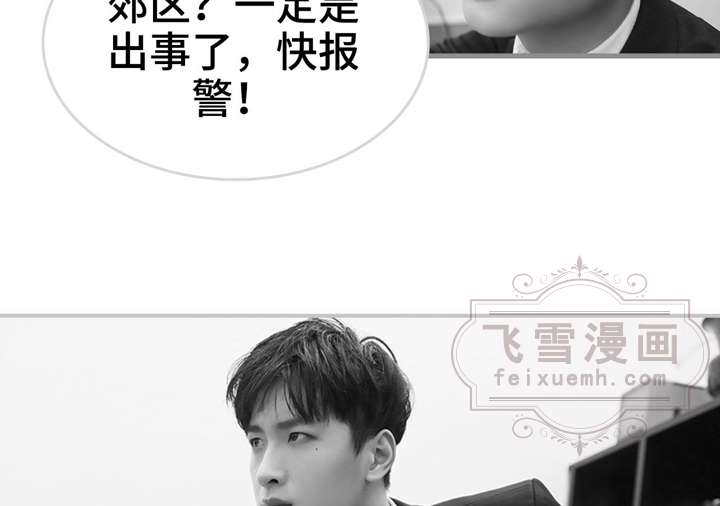 郊区？一定是
出事了，快报
警！
飞雪漫画
feixuemh.com